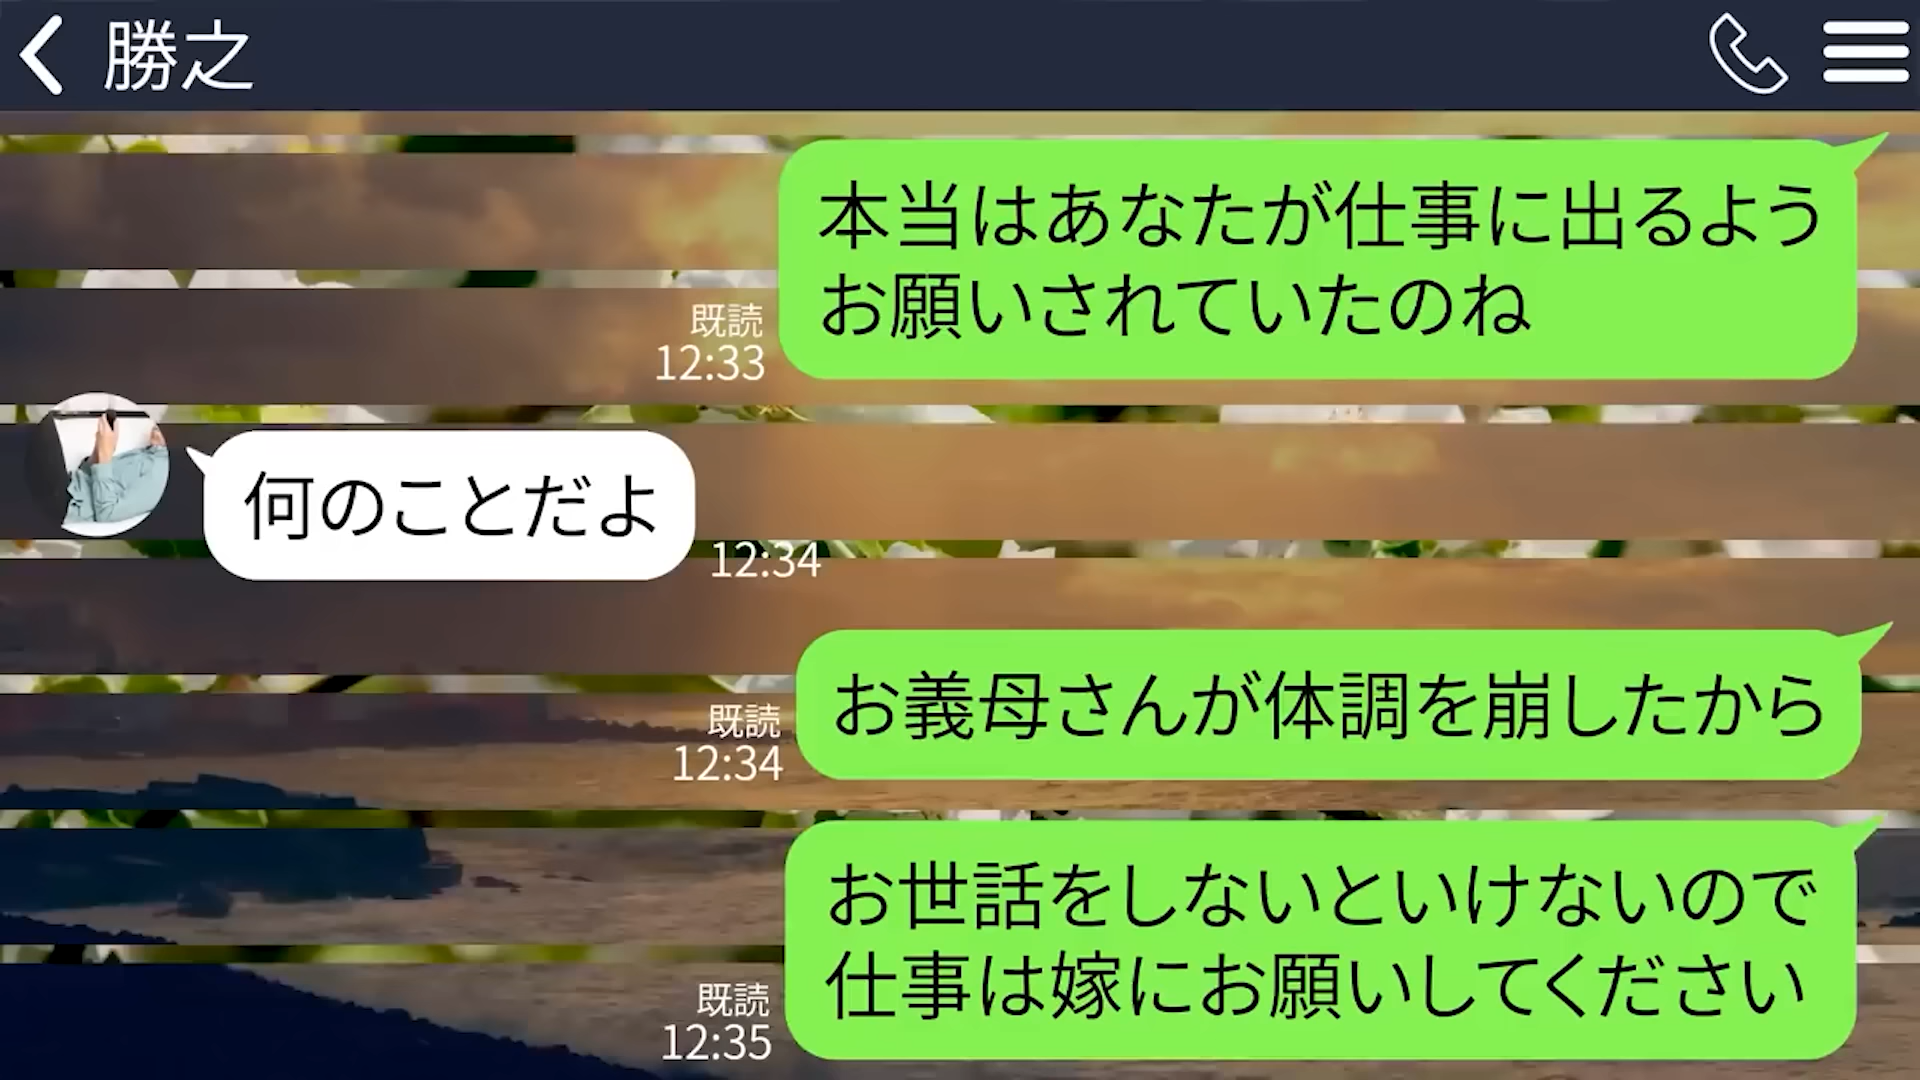 勝之
本当はあなたが仕事に出るよう
お願いされていたのね
既読
12:33
何のことだよ
12:34
お義母さんが体調を崩したから
既読
12:34
お世話をしないといけないので
仕事は嫁にお願いしてください
既読
12:35